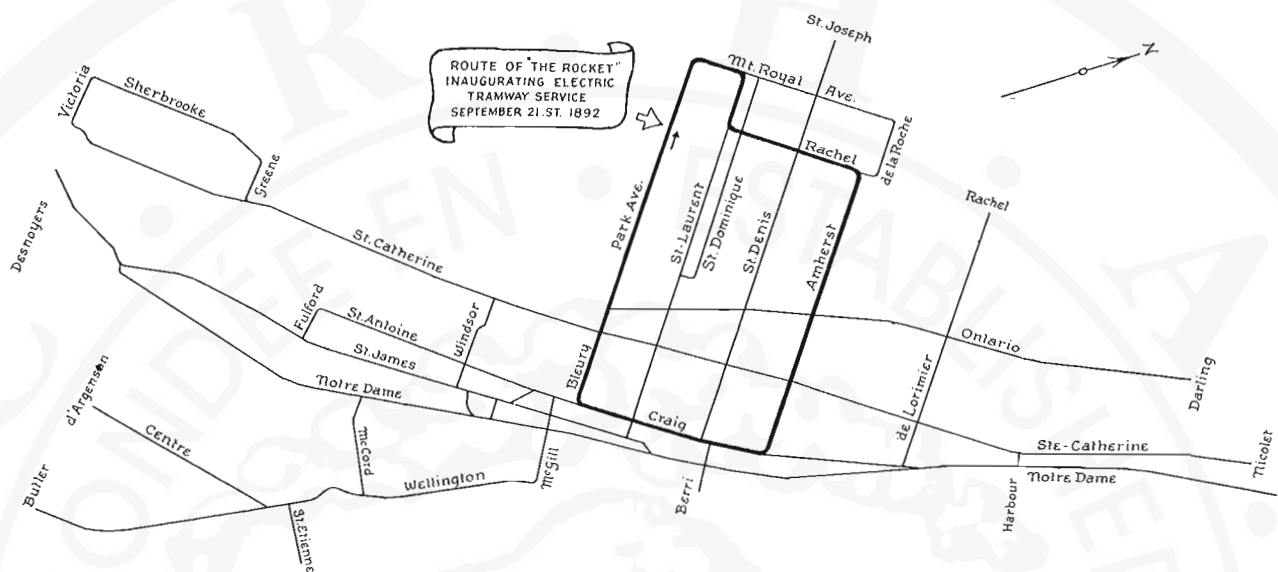 St. Joseph
ROUTE OF "THE ROCKET"
INAUGURATING ELECTRIC
TRAMWAY SERVICE
SEPTEMBER 21.ST. 1892
Mt. Royal Ave.
N
Victoria
Sherbrooke
Greene
Rachel
de la Roche
Rachel
Desnoyers
St. Catherine
Park Ave.
St. Laurent
St. Dominique
St. Denis
Amherst
Fulford
St. Antoine
Windsor
St. James
Notre Dame
Bleury
Ontario
Darling
de Lorimier
d'Argenson
Centre
McCord
McGill
Craig
Ste-Catherine
Nicolet
Notre Dame
Harbour
Berri
Butler
Wellington
St. Etienne
ONDÉE EN • ESTABLISHE